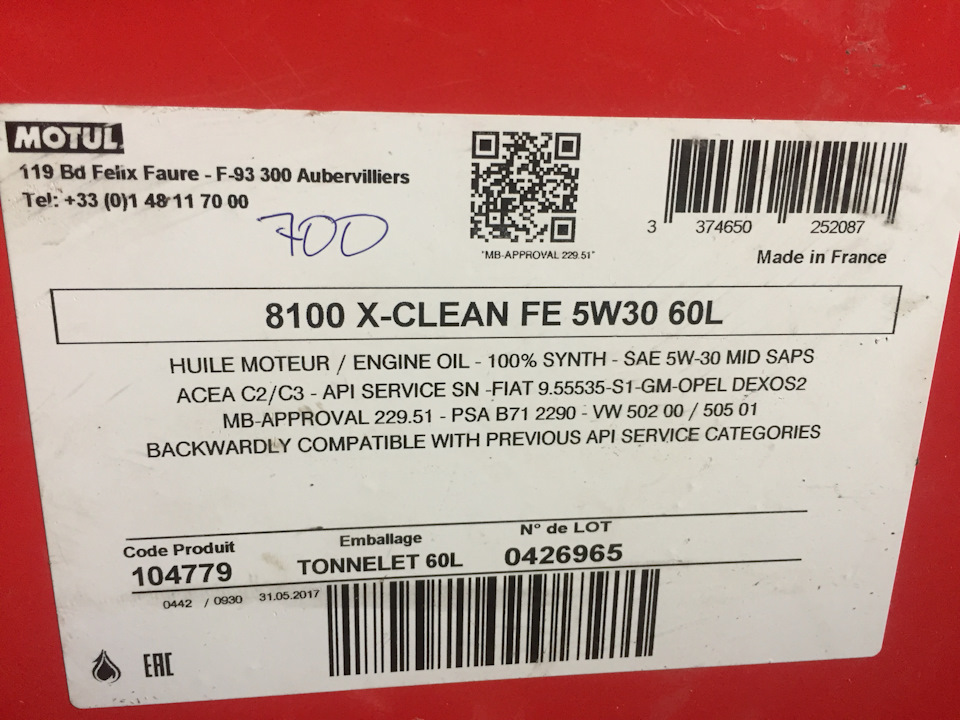 MOTUL
119 Bd Felix Faure - F-93 300 Aubervilliers
Tel: +33 (0)1 48 11 70 00
700
"MB-APPROVAL 229.51"
3 374650 252087
Made in France
8100 X-CLEAN FE 5W30 60L
HUILE MOTEUR / ENGINE OIL - 100% SYNTH - SAE 5W-30 MID SAPS
ACEA C2/C3 - API SERVICE SN -FIAT 9.55535-S1-GM-OPEL DEXOS2
MB-APPROVAL 229.51 - PSA B71 2290 - VW 502 00 / 505 01
BACKWARDLY COMPATIBLE WITH PREVIOUS API SERVICE CATEGORIES
Code Produit Emballage N° de LOT
104779 TONNELET 60L 0426965
0442 / 0930 31.05.2017
EAC